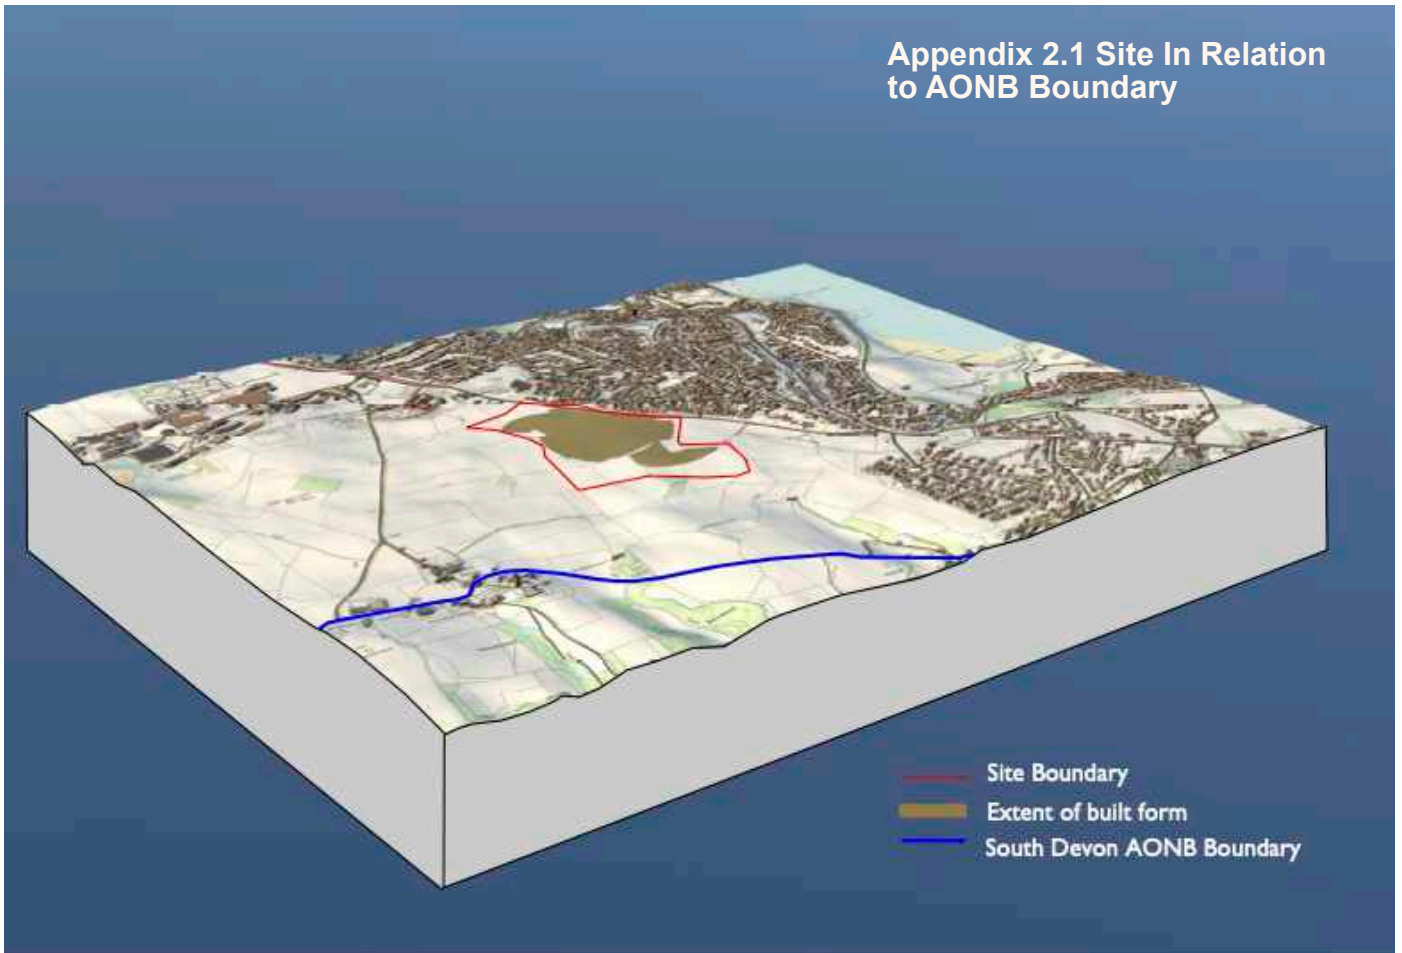 Appendix 2.1 Site In Relation
to AONB Boundary
Site Boundary
Extent of built form
South Devon AONB Boundary